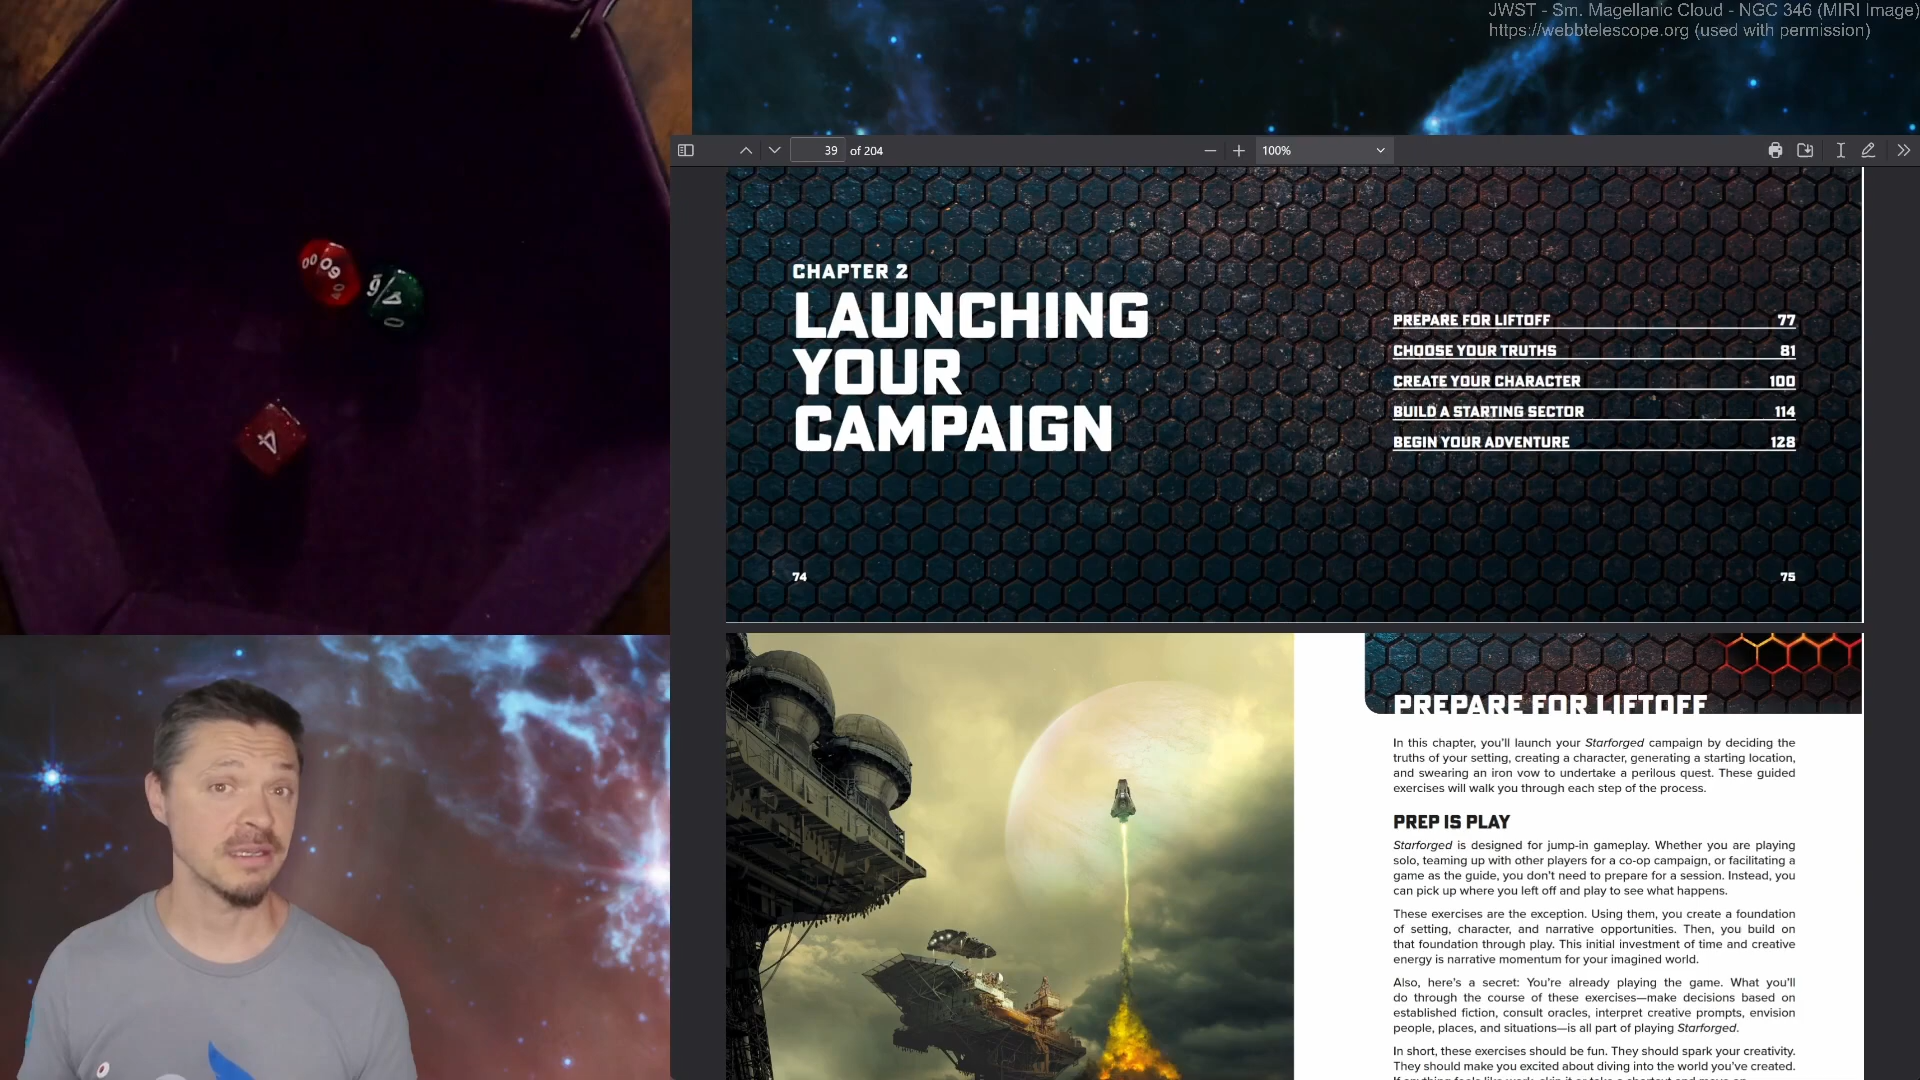 JWST - Sm. Magellanic Cloud - NGC 346 (MIRI Image)
https://webbtelescope.org (used with permission)
39 of 204
100%
CHAPTER 2
LAUNCHING
YOUR
CAMPAIGN
PREPARE FOR LIFTOFF 77
CHOOSE YOUR TRUTHS 81
CREATE YOUR CHARACTER 100
BUILD A STARTING SECTOR 114
BEGIN YOUR ADVENTURE 128
74
75
PREPARE FOR LIFTOFF
In this chapter, you'll launch your Starforged campaign by deciding the
truths of your setting, creating a character, generating a starting location,
and swearing an iron vow to undertake a perilous quest. These guided
exercises will walk you through each step of the process.
PREP IS PLAY
Starforged is designed for jump-in gameplay. Whether you are playing
solo, teaming up with other players for a co-op campaign, or facilitating a
game as the guide, you don't need to prepare for a session. Instead, you
can pick up where you left off and play to see what happens.
These exercises are the exception. Using them, you create a foundation
of setting, character, and narrative opportunities. Then, you build on
that foundation through play. This initial investment of time and creative
energy is narrative momentum for your imagined world.
Also, here's a secret: You're already playing the game. What you'll
do through the course of these exercises—make decisions based on
established fiction, consult oracles, interpret creative prompts, envision
people, places, and situations—is all part of playing Starforged.
In short, these exercises should be fun. They should spark your creativity.
They should make you excited about diving into the world you've created.
00
60
4